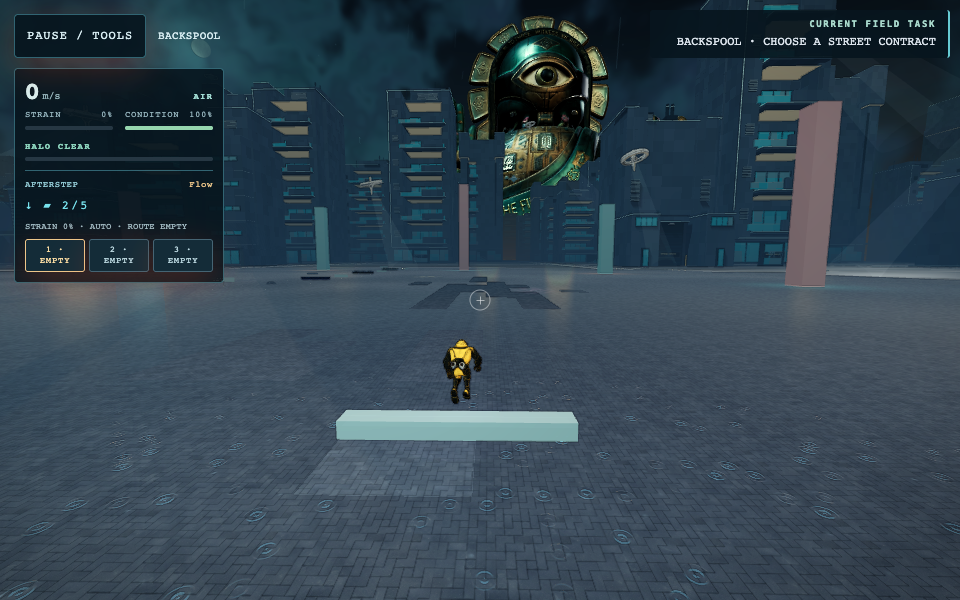 PAUSE / TOOLS
BACKSPOOL
CURRENT FIELD TASK
BACKSPOOL · CHOOSE A STREET CONTRACT
0 m/s
AIR
STRAIN 0%
CONDITION 100%
HALO CLEAR
AFTERSTEP
Flow
↓ ▰ 2/5
STRAIN 0% · AUTO · ROUTE EMPTY
1 · EMPTY
2 · EMPTY
3 · EMPTY